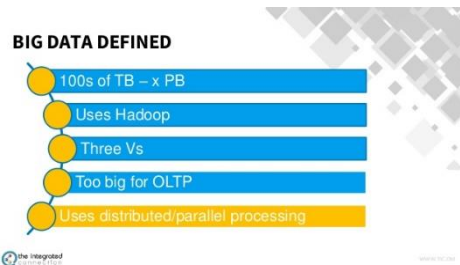 BIG DATA DEFINED
100s of TB – x PB
Uses Hadoop
Three Vs
Too big for OLTP
Uses distributed/parallel processing
the integrated
connection